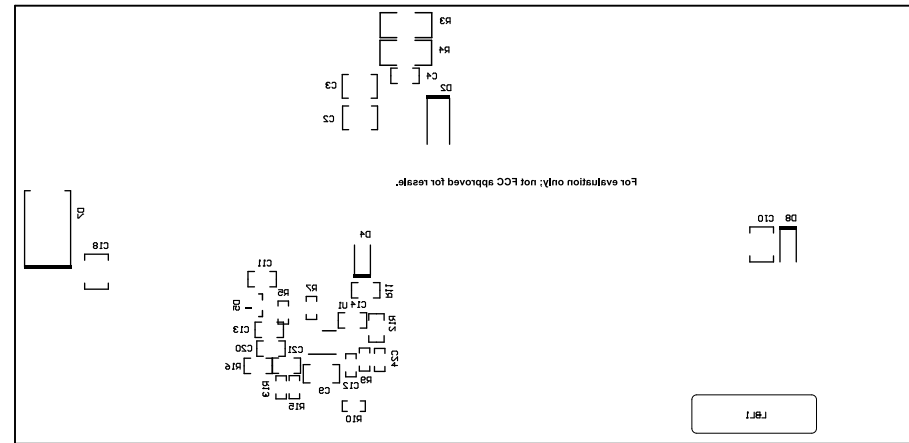 R3
R4
C4
C3
D2
C2
For evaluation only; not FCC approved for resale.
D7
C10
D8
D4
C18
C11
R11
R5
R7
D5
U1
C14
R12
C13
C20
C21
C24
R16
R9
C12
R13
C9
R15
R10
LBL1